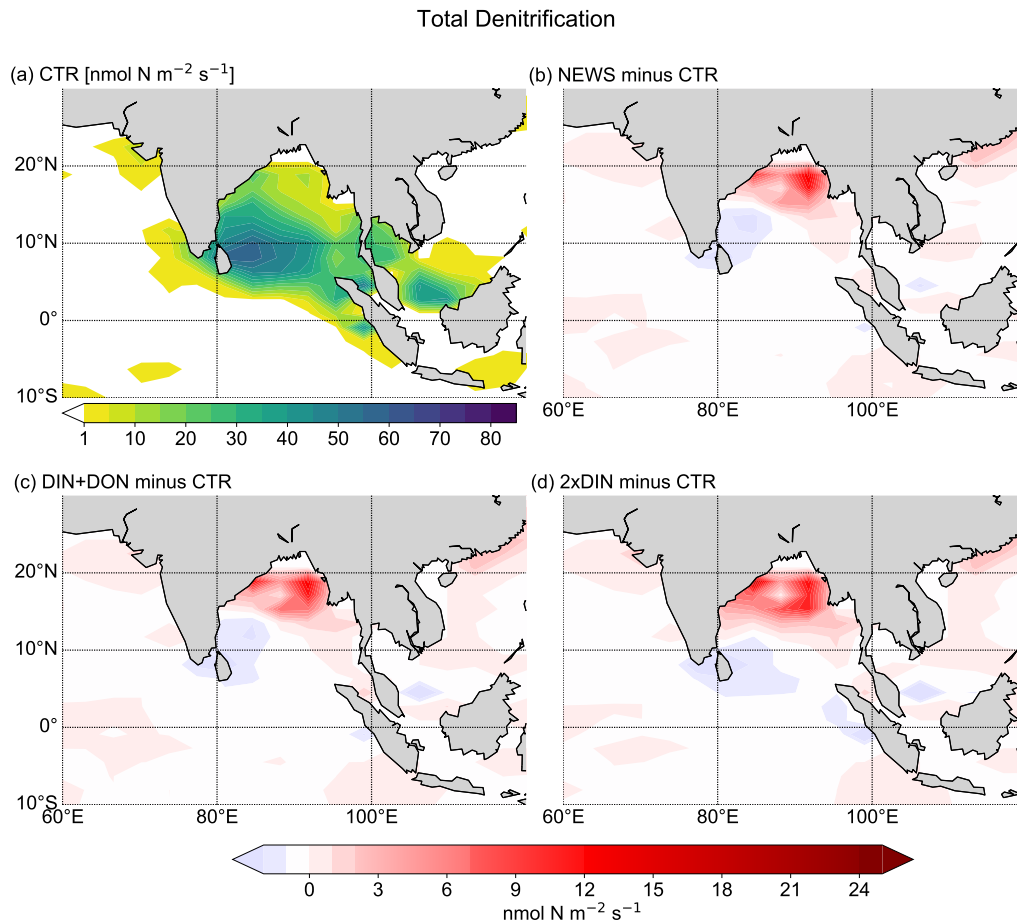 Total Denitrification
(a) CTR [nmol N m⁻² s⁻¹]
(b) NEWS minus CTR
20°N
10°N
0°
10°S
1 10 20 30 40 50 60 70 80
60°E 80°E 100°E
(c) DIN+DON minus CTR
(d) 2xDIN minus CTR
20°N
10°N
0°
10°S
60°E 80°E 100°E
60°E 80°E 100°E
0 3 6 9 12 15 18 21 24
nmol N m⁻² s⁻¹